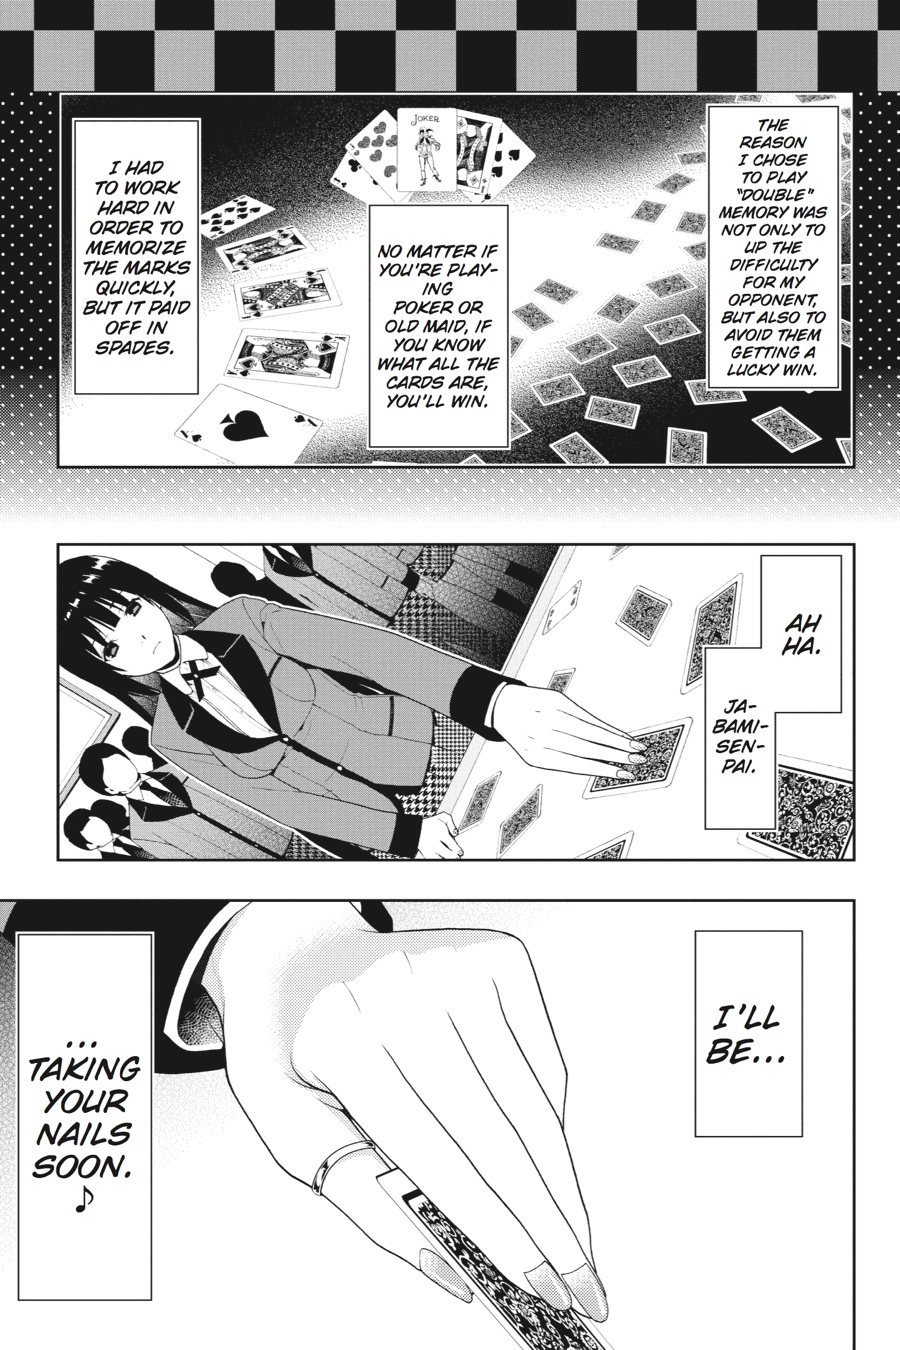 THE
REASON
I CHOSE
TO PLAY
"DOUBLE"
MEMORY WAS
NOT ONLY TO
UP THE
DIFFICULTY
FOR MY
OPPONENT,
BUT ALSO TO
AVOID THEM
GETTING A
LUCKY WIN.
JOKER
NO MATTER IF
YOU'RE PLAY-
ING
POKER OR
OLD MAID, IF
YOU KNOW
WHAT ALL THE
CARDS ARE,
YOU'LL WIN.
I HAD
TO WORK
HARD IN
ORDER TO
MEMORIZE
THE MARKS
QUICKLY,
BUT IT PAID
OFF IN
SPADES.
AH
HA.
JA-
BAMI-
SEN-
PAI.
I'LL
BE...
...
TAKING
YOUR
NAILS
SOON.
♪